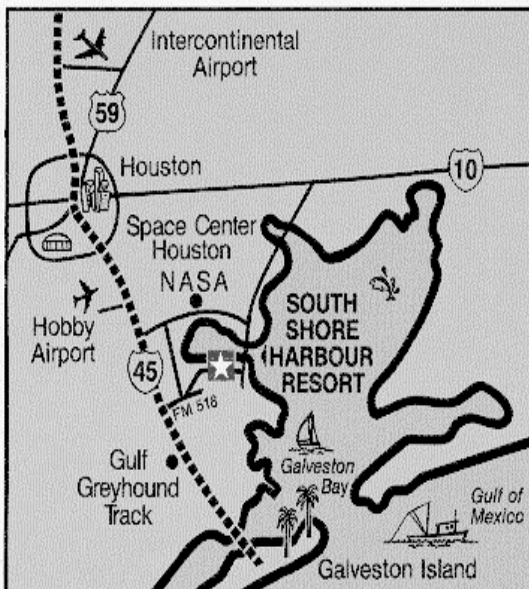 Intercontinental
Airport
59
Houston
10
Space Center
Houston
NASA
Hobby
Airport
SOUTH
SHORE
HARBOUR
RESORT
45
FM 518
Gulf
Greyhound
Track
Galveston
Bay
Gulf of
Mexico
Galveston Island